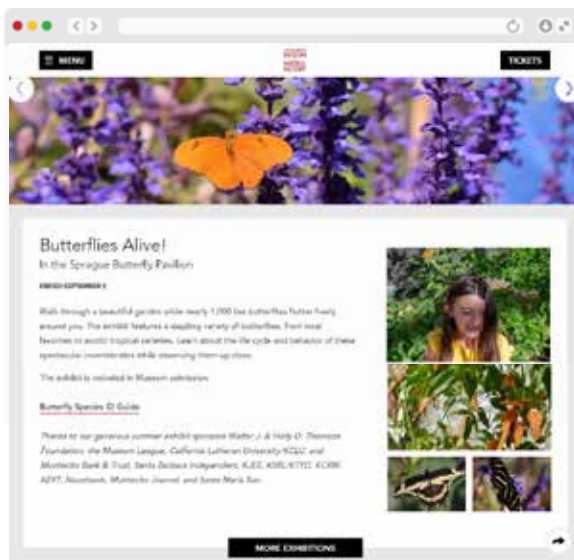 MENU
TICKETS
Butterflies Alive!
In the Sprague Butterfly Pavilion
ENDED SEPTEMBER 5
Walk through a beautiful garden while nearly 1,000 live butterflies flutter freely
around you. The exhibit features a dazzling variety of butterflies, from local
favorites to exotic tropical varieties. Learn about the life cycle and behavior of these
spectacular invertebrates while observing them up close.
The exhibit is included in Museum admission.
Butterfly Species ID Guide
Thanks to our generous summer exhibit sponsors Walter J. & Holly O. Thomson
Foundation, the Museum League, California Lutheran University/KCLU, and
Montecito Bank & Trust, Santa Barbara Independent, KJEE,
Noozhawk, Montecito Journal, and Santa Maria Sun.
MORE EXHIBITIONS